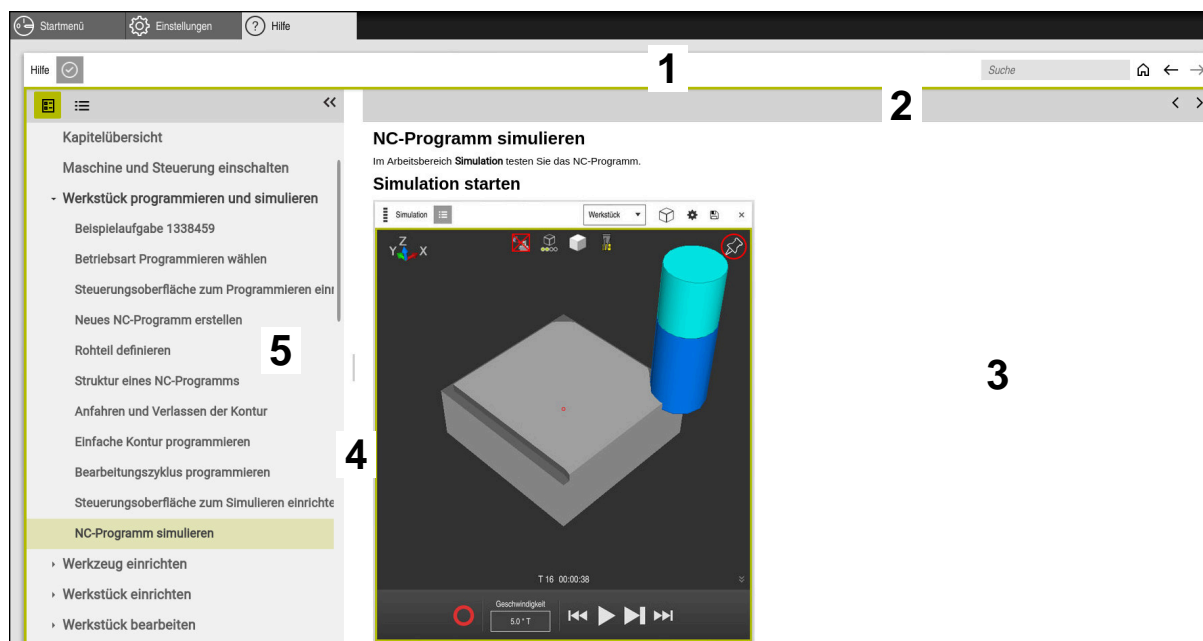 Startmenü
Einstellungen
? Hilfe
Hilfe
1
Suche
2
Kapitelübersicht
Maschine und Steuerung einschalten
Werkstück programmieren und simulieren
Beispielaufgabe 1338459
Betriebsart Programmieren wählen
Steuerungsoberfläche zum Programmieren
Neues NC-Programm erstellen
5
Rohteil definieren
Struktur eines NC-Programms
Anfahren und Verlassen der Kontur
Einfache Kontur programmieren
Bearbeitungszyklus programmieren
Steuerungsoberfläche zum Simulieren einrichte
NC-Programm simulieren
Werkzeug einrichten
Werkstück einrichten
Werkstück bearbeiten
4
NC-Programm simulieren
Im Arbeitsbereich Simulation testen Sie das NC-Programm.
Simulation starten
Simulation
Werkstück
Z
Y X
T 16 00:00:38
Geschwindigkeit
5.0 * T
3